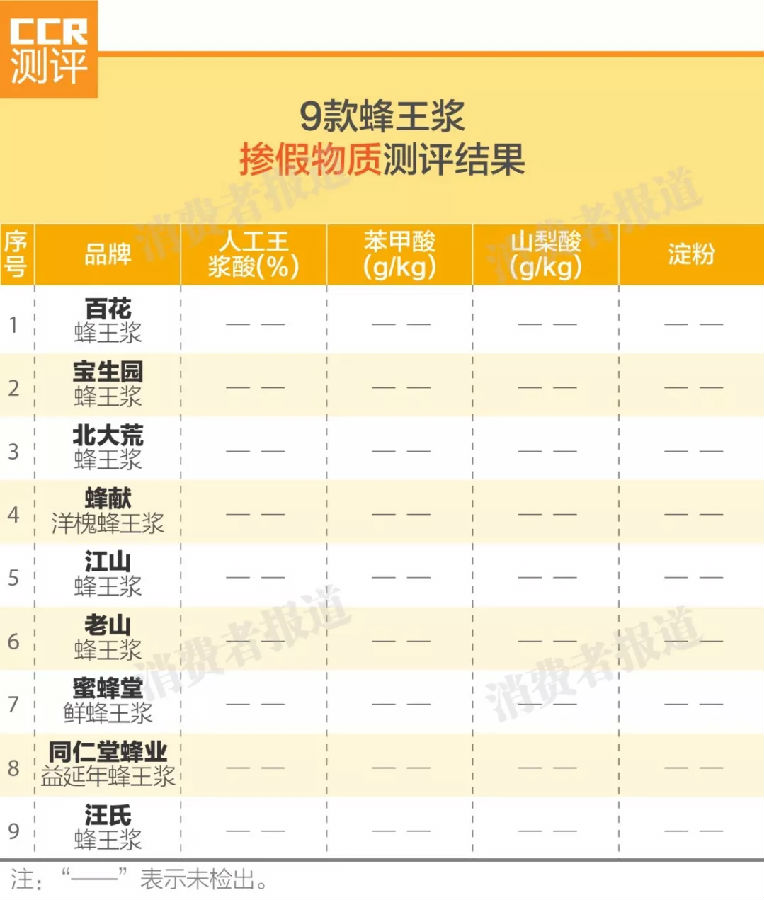 CCR
测评
9款蜂王浆
掺假物质测评结果
序号 品牌 人工王浆酸(%) 苯甲酸(g/kg) 山梨酸(g/kg) 淀粉
1 百花 蜂王浆 —— —— —— ——
2 宝生园 蜂王浆 —— —— —— ——
3 北大荒 蜂王浆 —— —— —— ——
4 蜂献 洋槐蜂王浆 —— —— —— ——
5 江山 蜂王浆 —— —— —— ——
6 老山 蜂王浆 —— —— —— ——
7 蜜蜂堂 鲜蜂王浆 —— —— —— ——
8 同仁堂蜂业 益延年蜂王浆 —— —— —— ——
9 汪氏 蜂王浆 —— —— —— ——
注：“——”表示未检出。
消费者报道
消费者报道
消费者报道
消费者报道